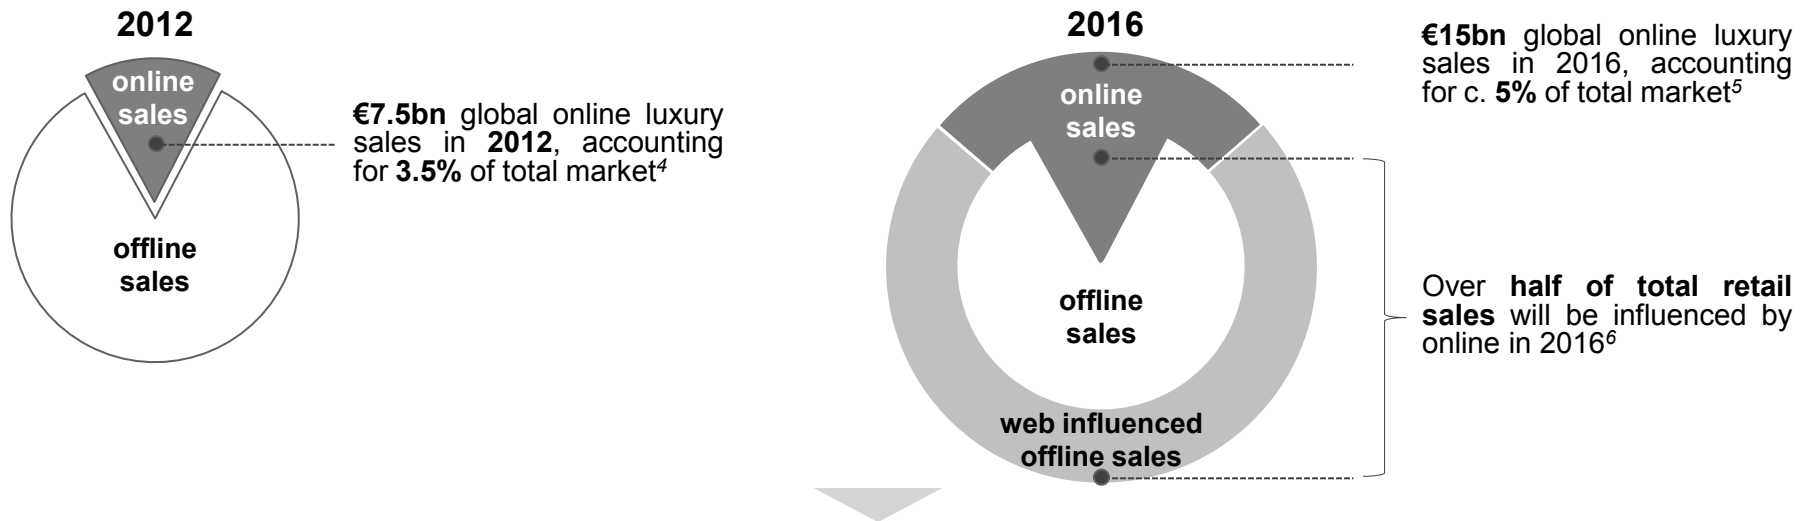 2012
online
sales
offline
sales
€7.5bn global online luxury
sales in 2012, accounting
for 3.5% of total market4
2016
online
sales
offline
sales
web influenced
offline sales
€15bn global online luxury
sales in 2016, accounting
for c. 5% of total market5
Over half of total retail
sales will be influenced by
online in 20166